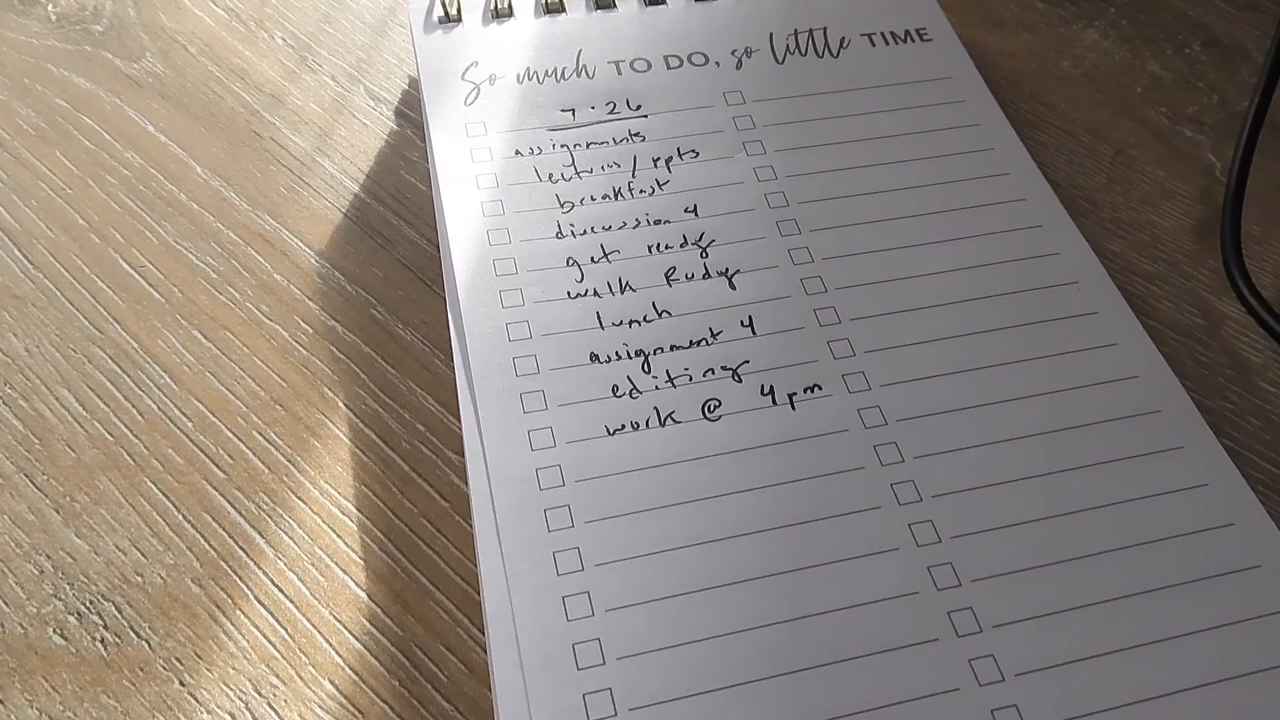 So much TO DO, so little TIME
7.26
assignments
lectures/rpts
breakfast
discussion 4
get ready
walk Rudy
lunch
assignment 4
editing
work @ 4pm